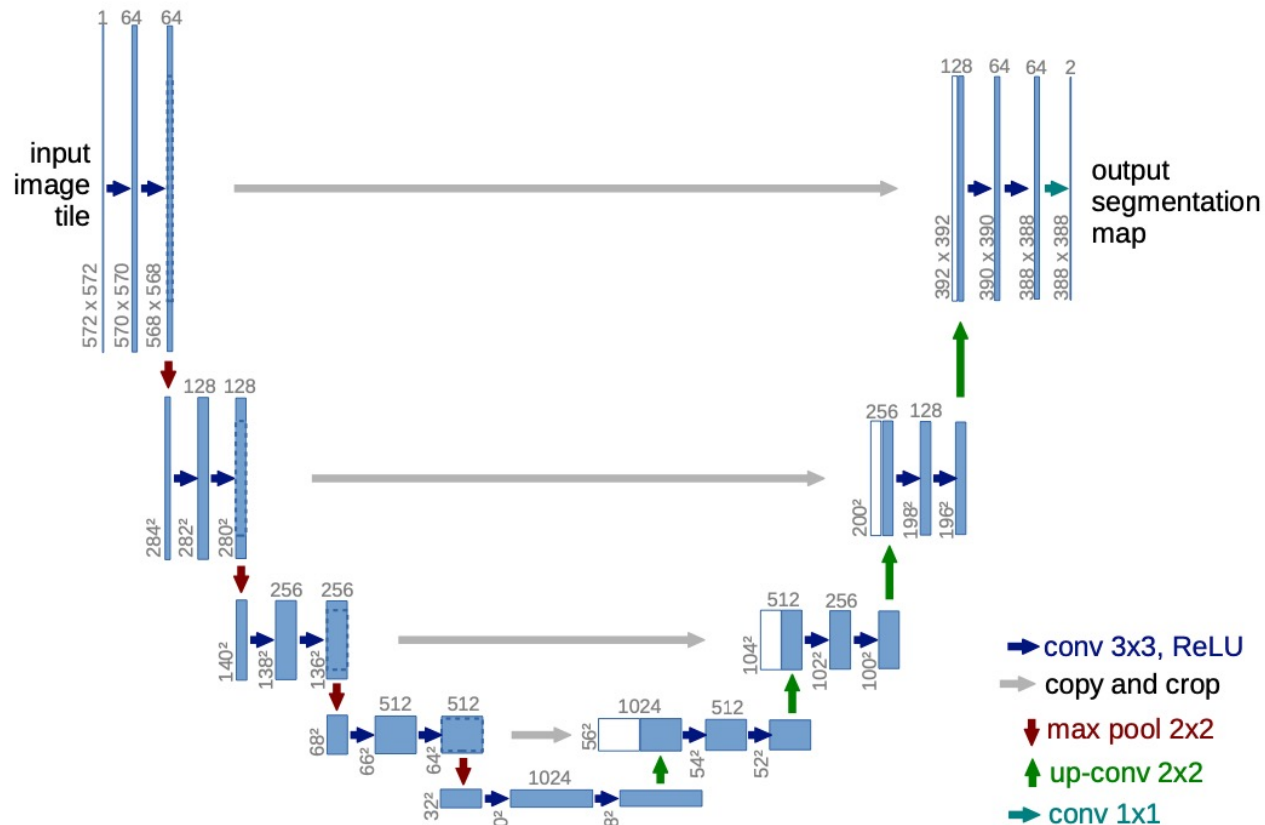 1 64 64
128 64 64 2
input
image
tile
output
segmentation
map
572 x 572
570 x 570
568 x 568
392 x 392
390 x 390
388 x 388
388 x 388
128 128
256 128
284²
282²
280²
200²
198²
196²
256 256
512 256
140²
138²
136²
104²
102²
100²
conv 3x3, ReLU
copy and crop
max pool 2x2
up-conv 2x2
conv 1x1
512 512
1024 512
68²
66²
64²
56²
54²
52²
1024
32²